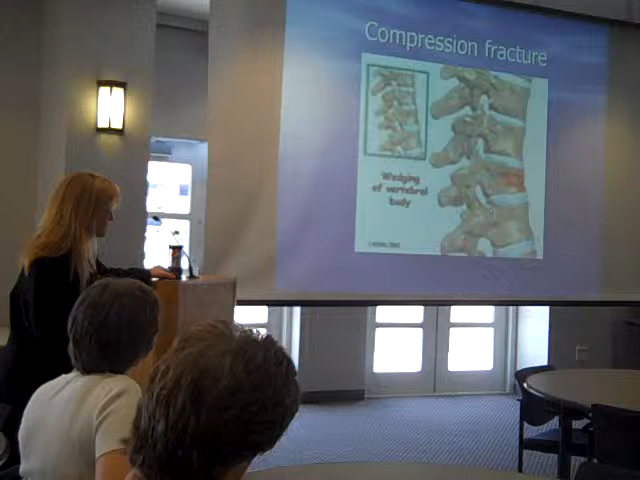 Compression fracture
Wedging
of vertebral
body